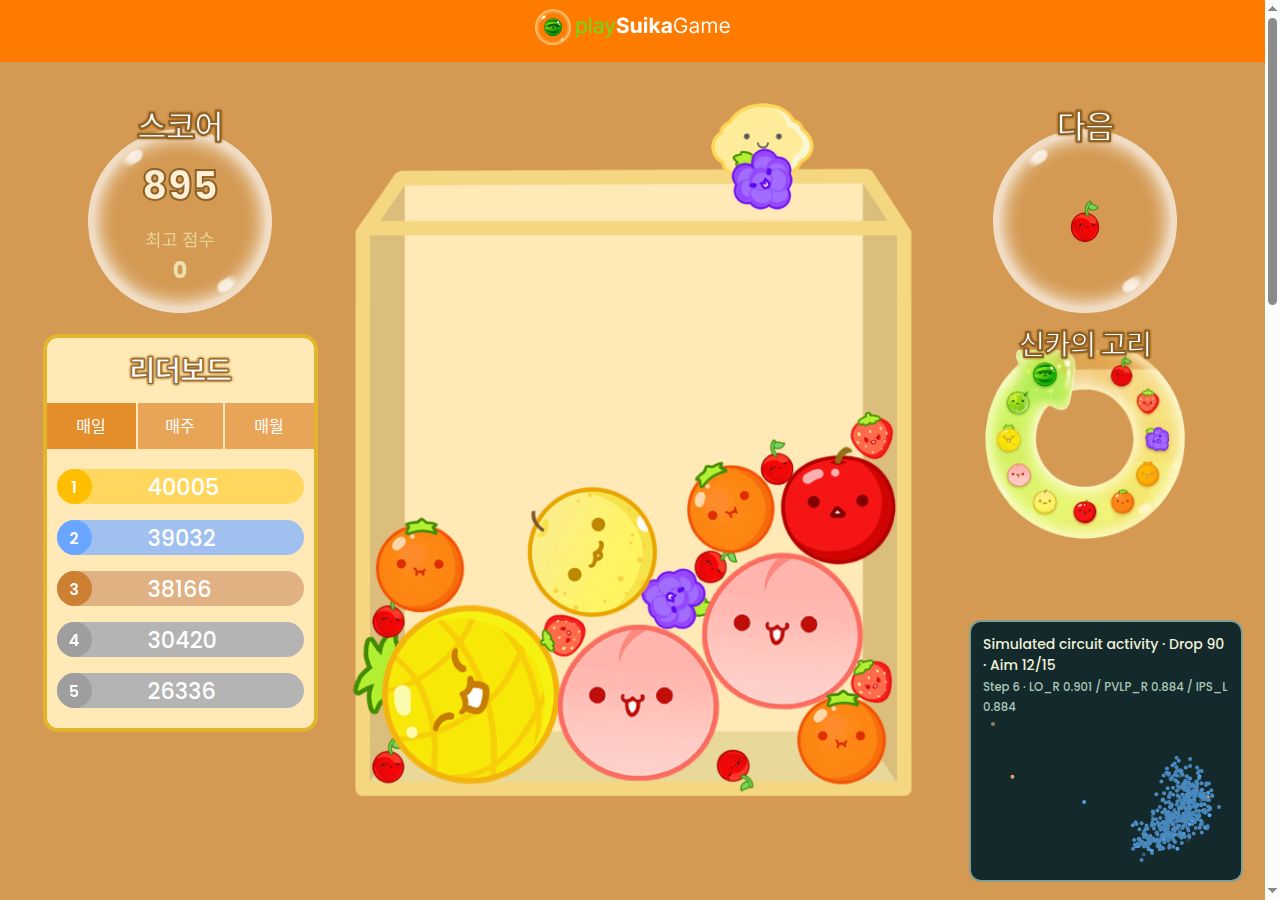 playSuikaGame
스코어
895
최고 점수
0
리더보드
매일 매주 매월
1 40005
2 39032
3 38166
4 30420
5 26336
다음
신카의 고리
Simulated circuit activity · Drop 90
· Aim 12/15
Step 6 · LO_R 0.901 / PVLP_R 0.884 / IPS_L
0.884